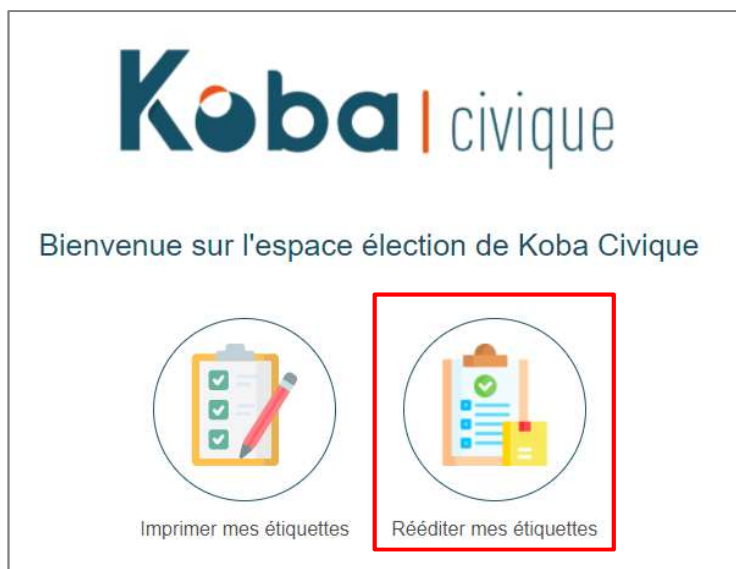 Koba | civique
Bienvenue sur l'espace élection de Koba Civique
Imprimer mes étiquettes
Rééditer mes étiquettes